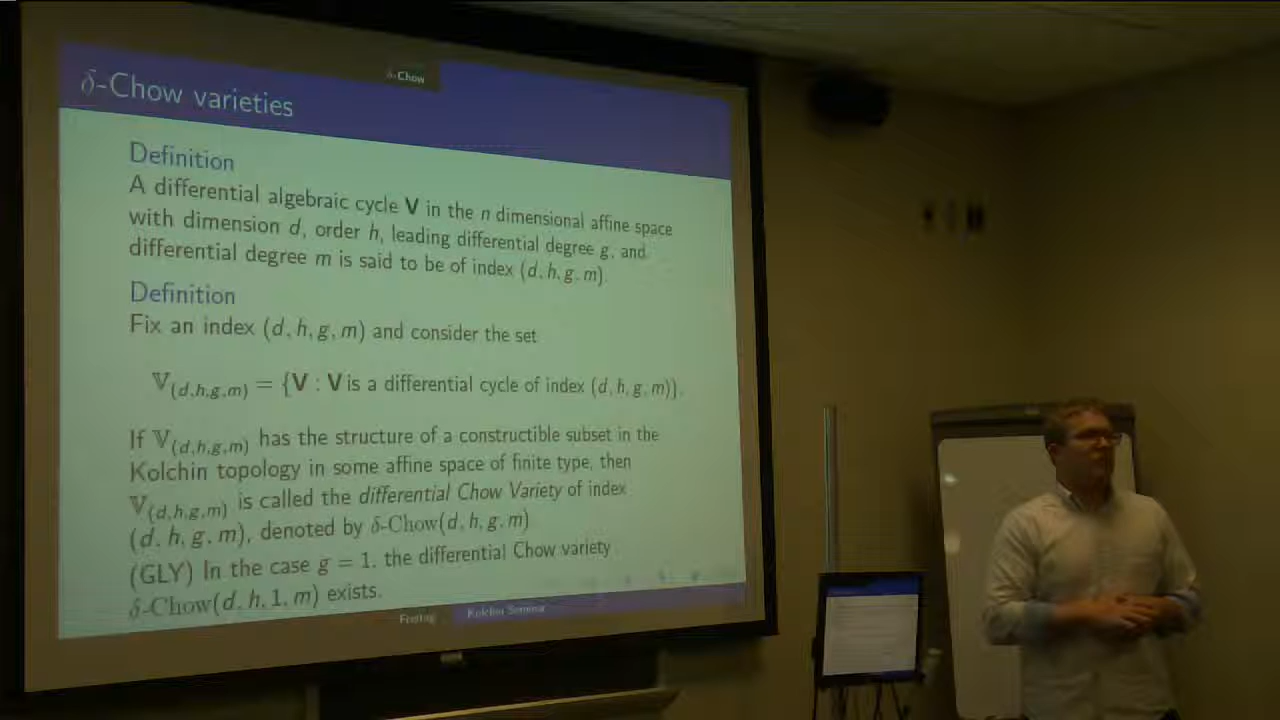 δ-Chow
δ-Chow varieties
Definition
A differential algebraic cycle V in the n dimensional affine space
with dimension d, order h, leading differential degree g, and
differential degree m is said to be of index (d, h, g, m).
Definition
Fix an index (d, h, g, m) and consider the set
𝕍(d,h,g,m) = {V : V is a differential cycle of index (d, h, g, m)}.
If 𝕍(d,h,g,m) has the structure of a constructible subset in the
Kolchin topology in some affine space of finite type, then
𝕍(d,h,g,m) is called the differential Chow Variety of index
(d, h, g, m), denoted by δ-Chow(d, h, g, m)
(GLY) In the case g = 1, the differential Chow variety
δ-Chow(d, h, 1, m) exists.
Freitag Kolchin Seminar